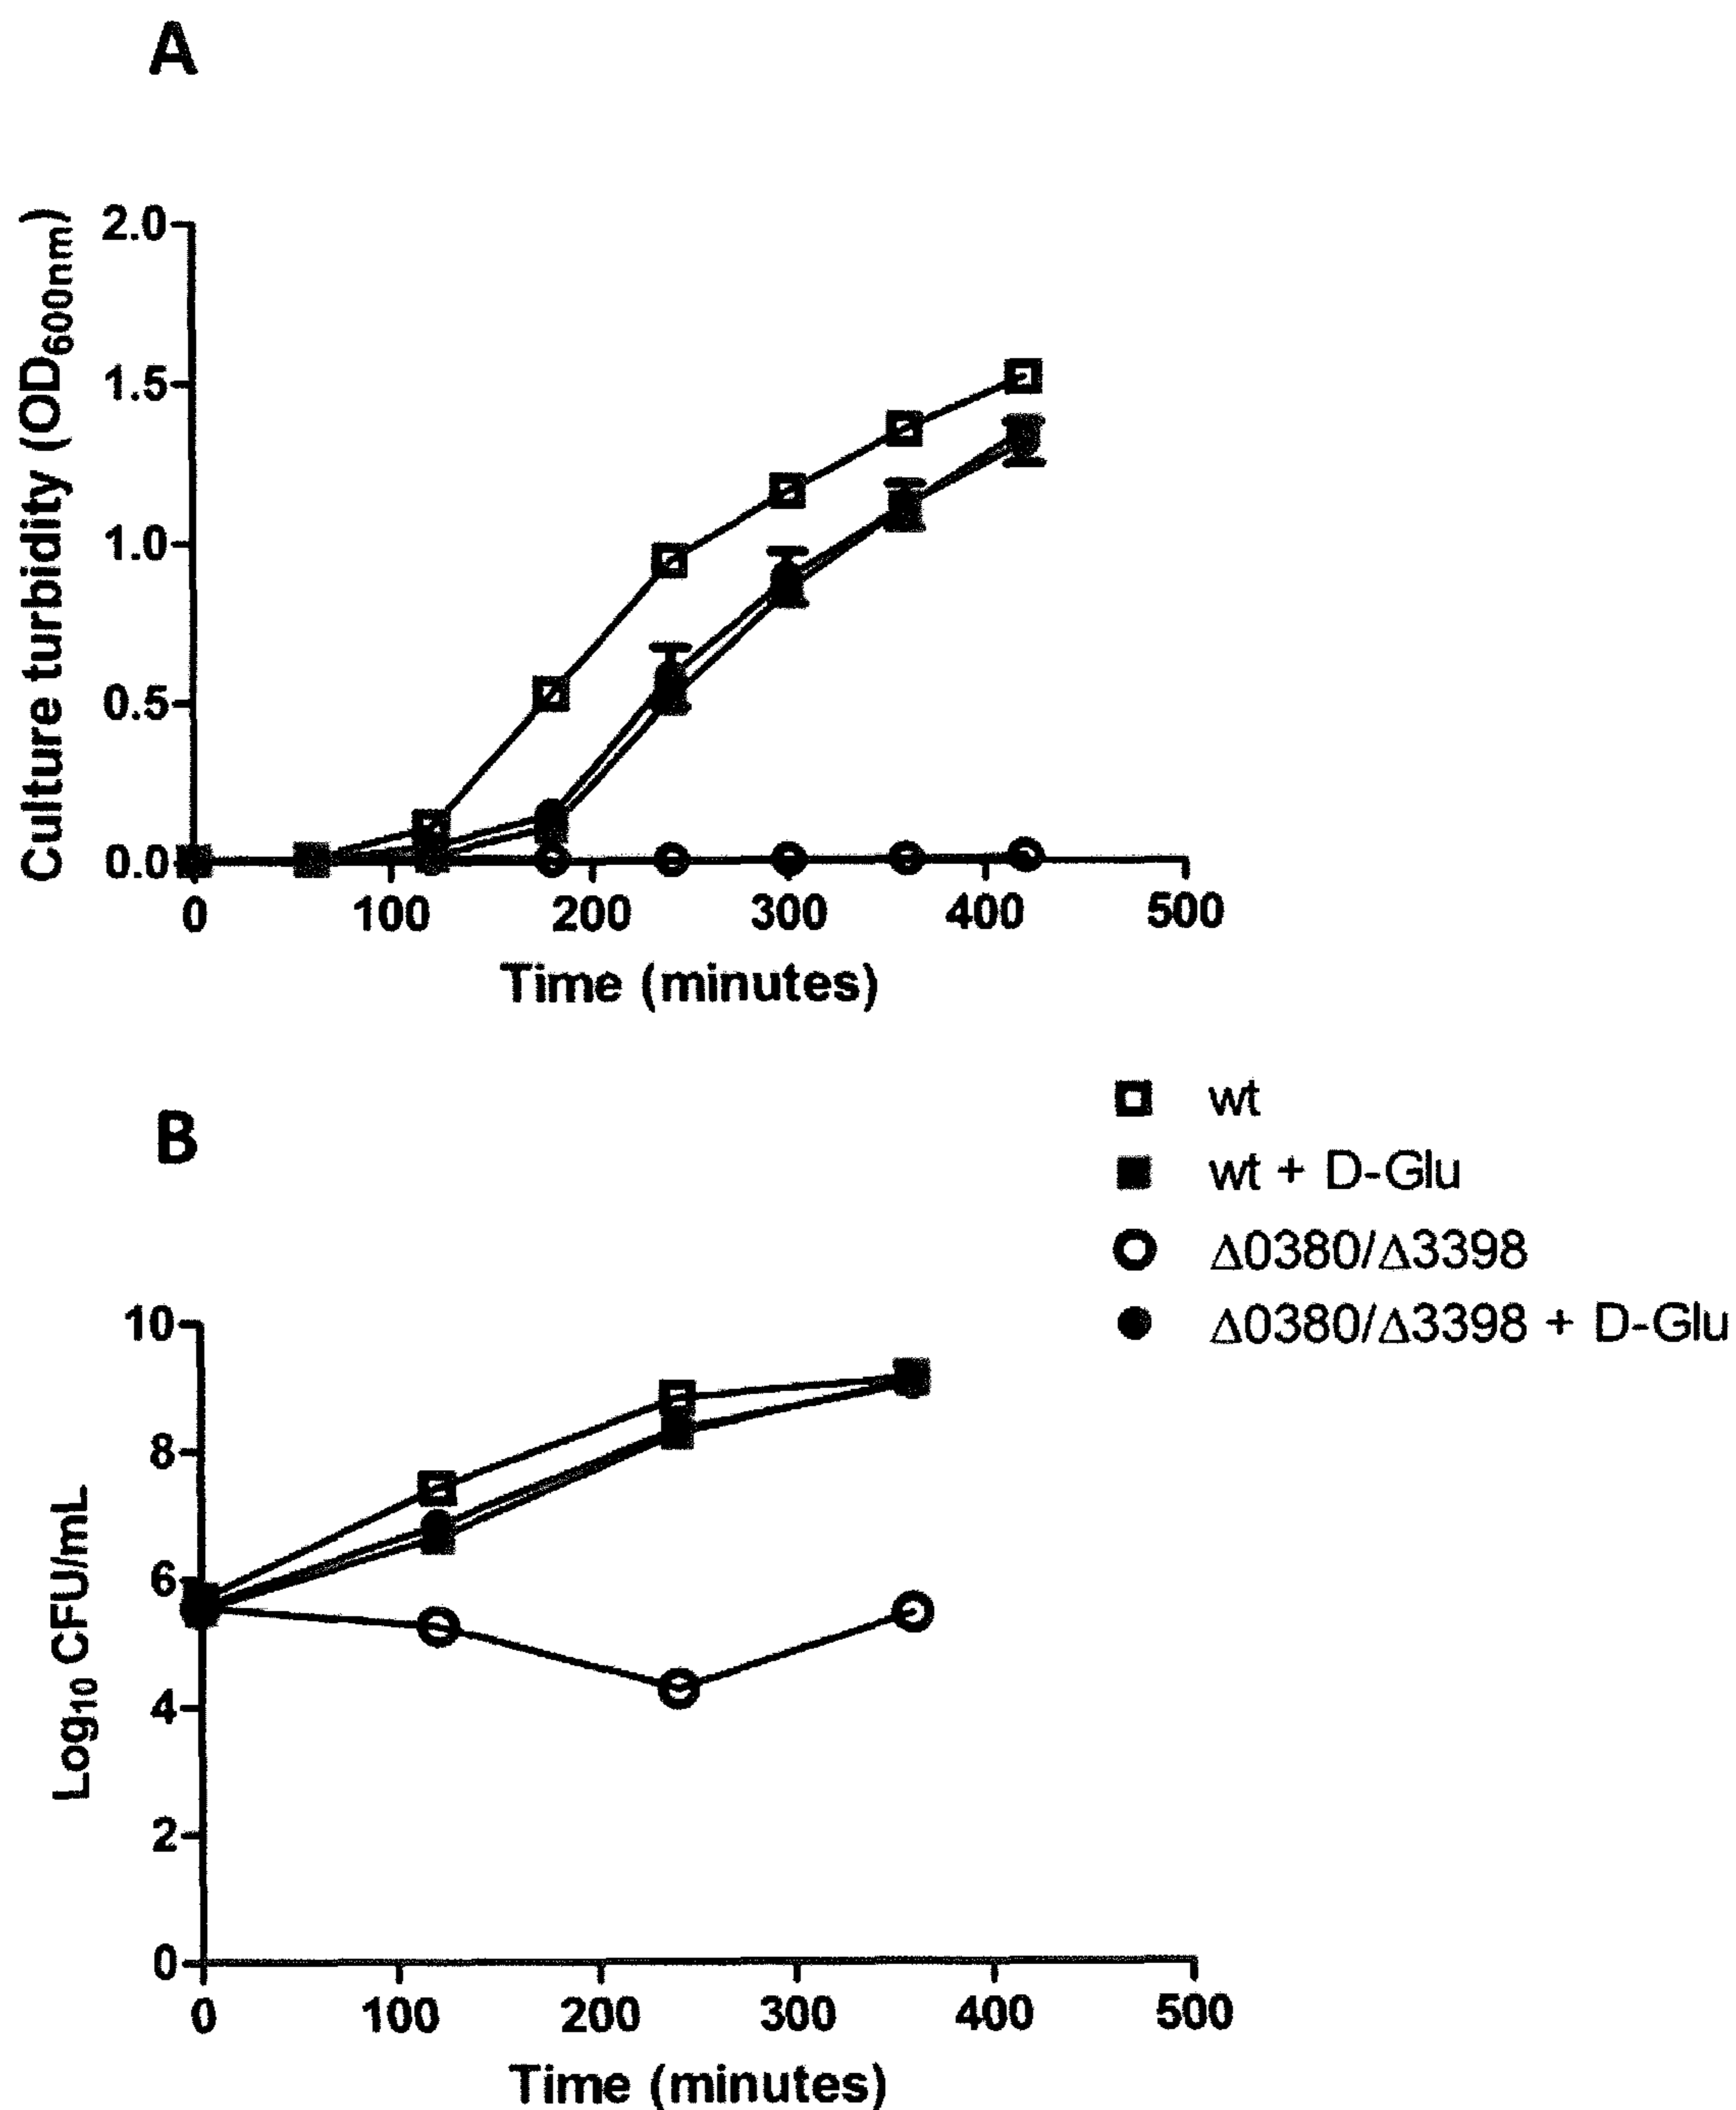 A
Culture turbidity (OD600nm)
2.0
1.5
1.0
0.5
0.0
0 100 200 300 400 500
Time (minutes)
B
wt
wt + D-Glu
Δ0380/Δ3398
Δ0380/Δ3398 + D-Glu
Log10 CFU/mL
10
8
6
4
2
0
0 100 200 300 400 500
Time (minutes)